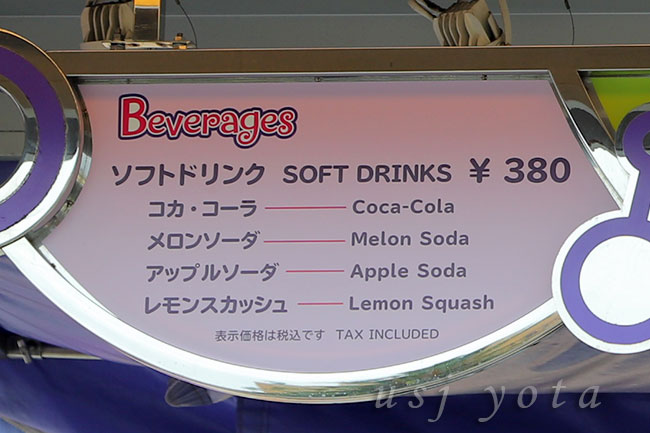 Beverages
ソフトドリンク SOFT DRINKS ¥ 380
コカ・コーラ Coca-Cola
メロンソーダ Melon Soda
アップルソーダ Apple Soda
レモンスカッシュ Lemon Squash
表示価格は税込です TAX INCLUDED
usj yota